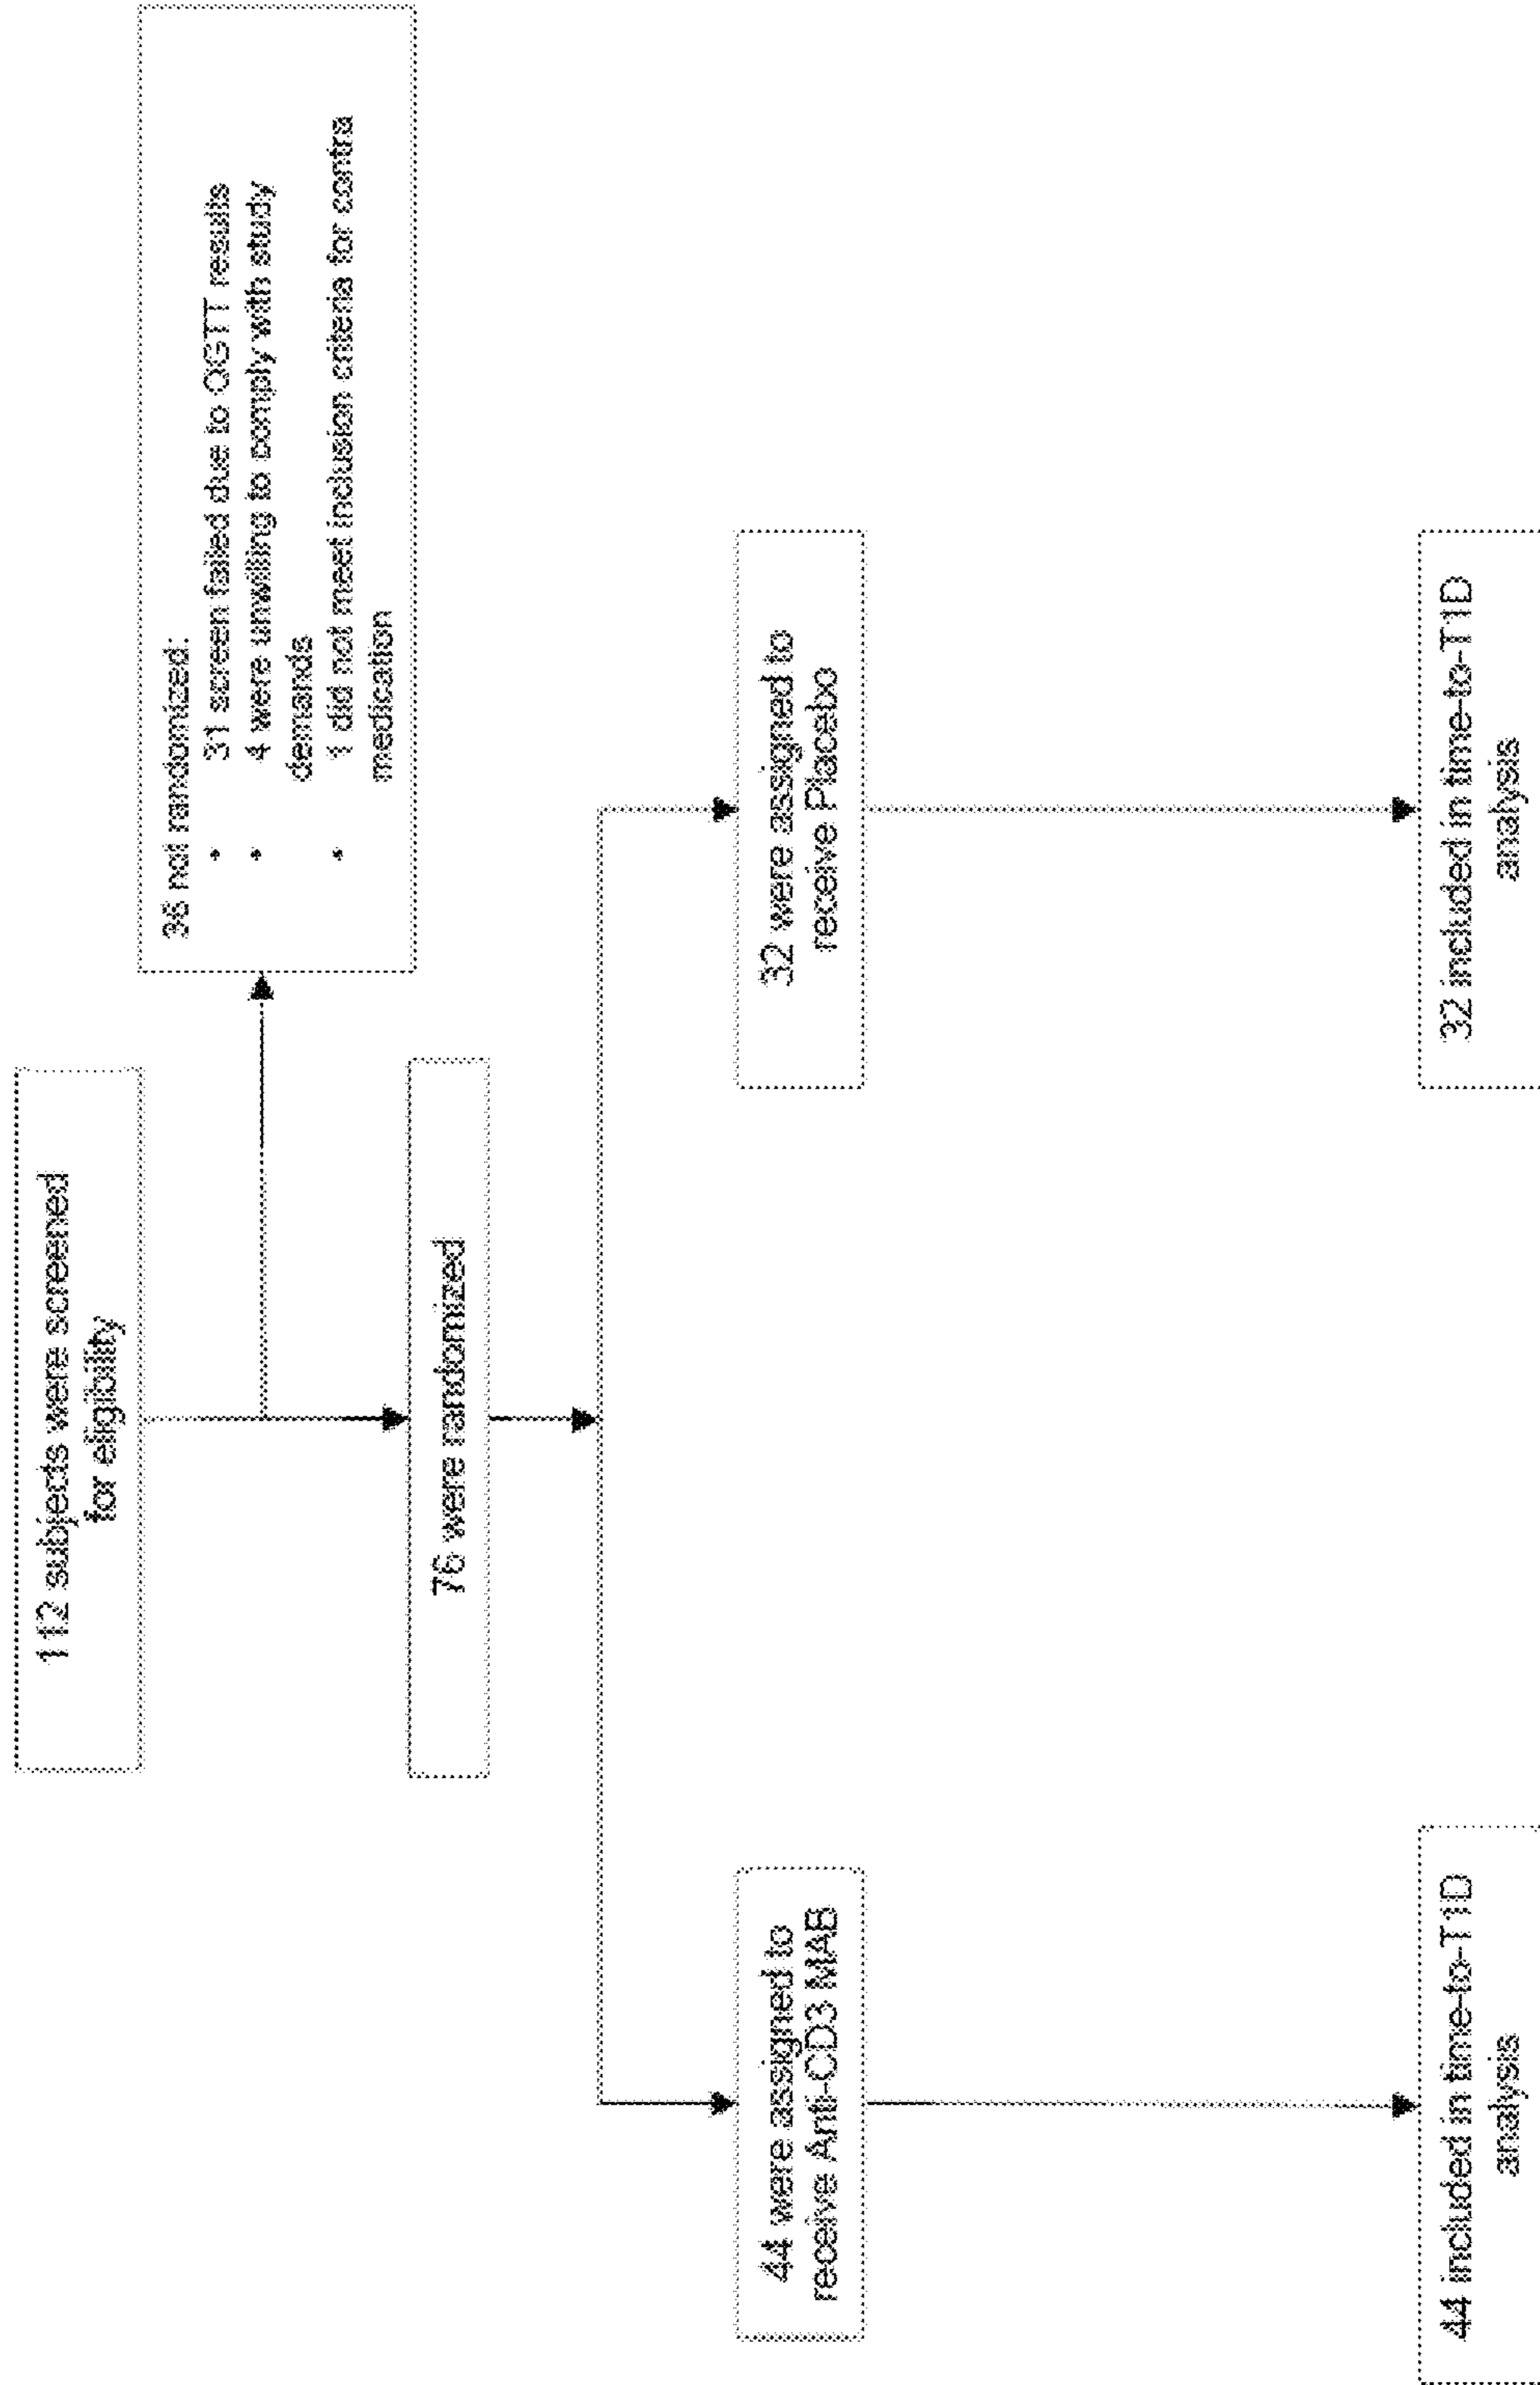 112 subjects were screened
for eligibility
36 not randomized:
• 31 screen failed due to OGTT results
• 4 were unwilling to comply with study
demands
• 1 did not meet inclusion criteria for contra
medication
76 were randomized
44 were assigned to
receive Anti-CD3 MAB
32 were assigned to
receive Placebo
44 included in time-to-T1D
analysis
32 included in time-to-T1D
analysis